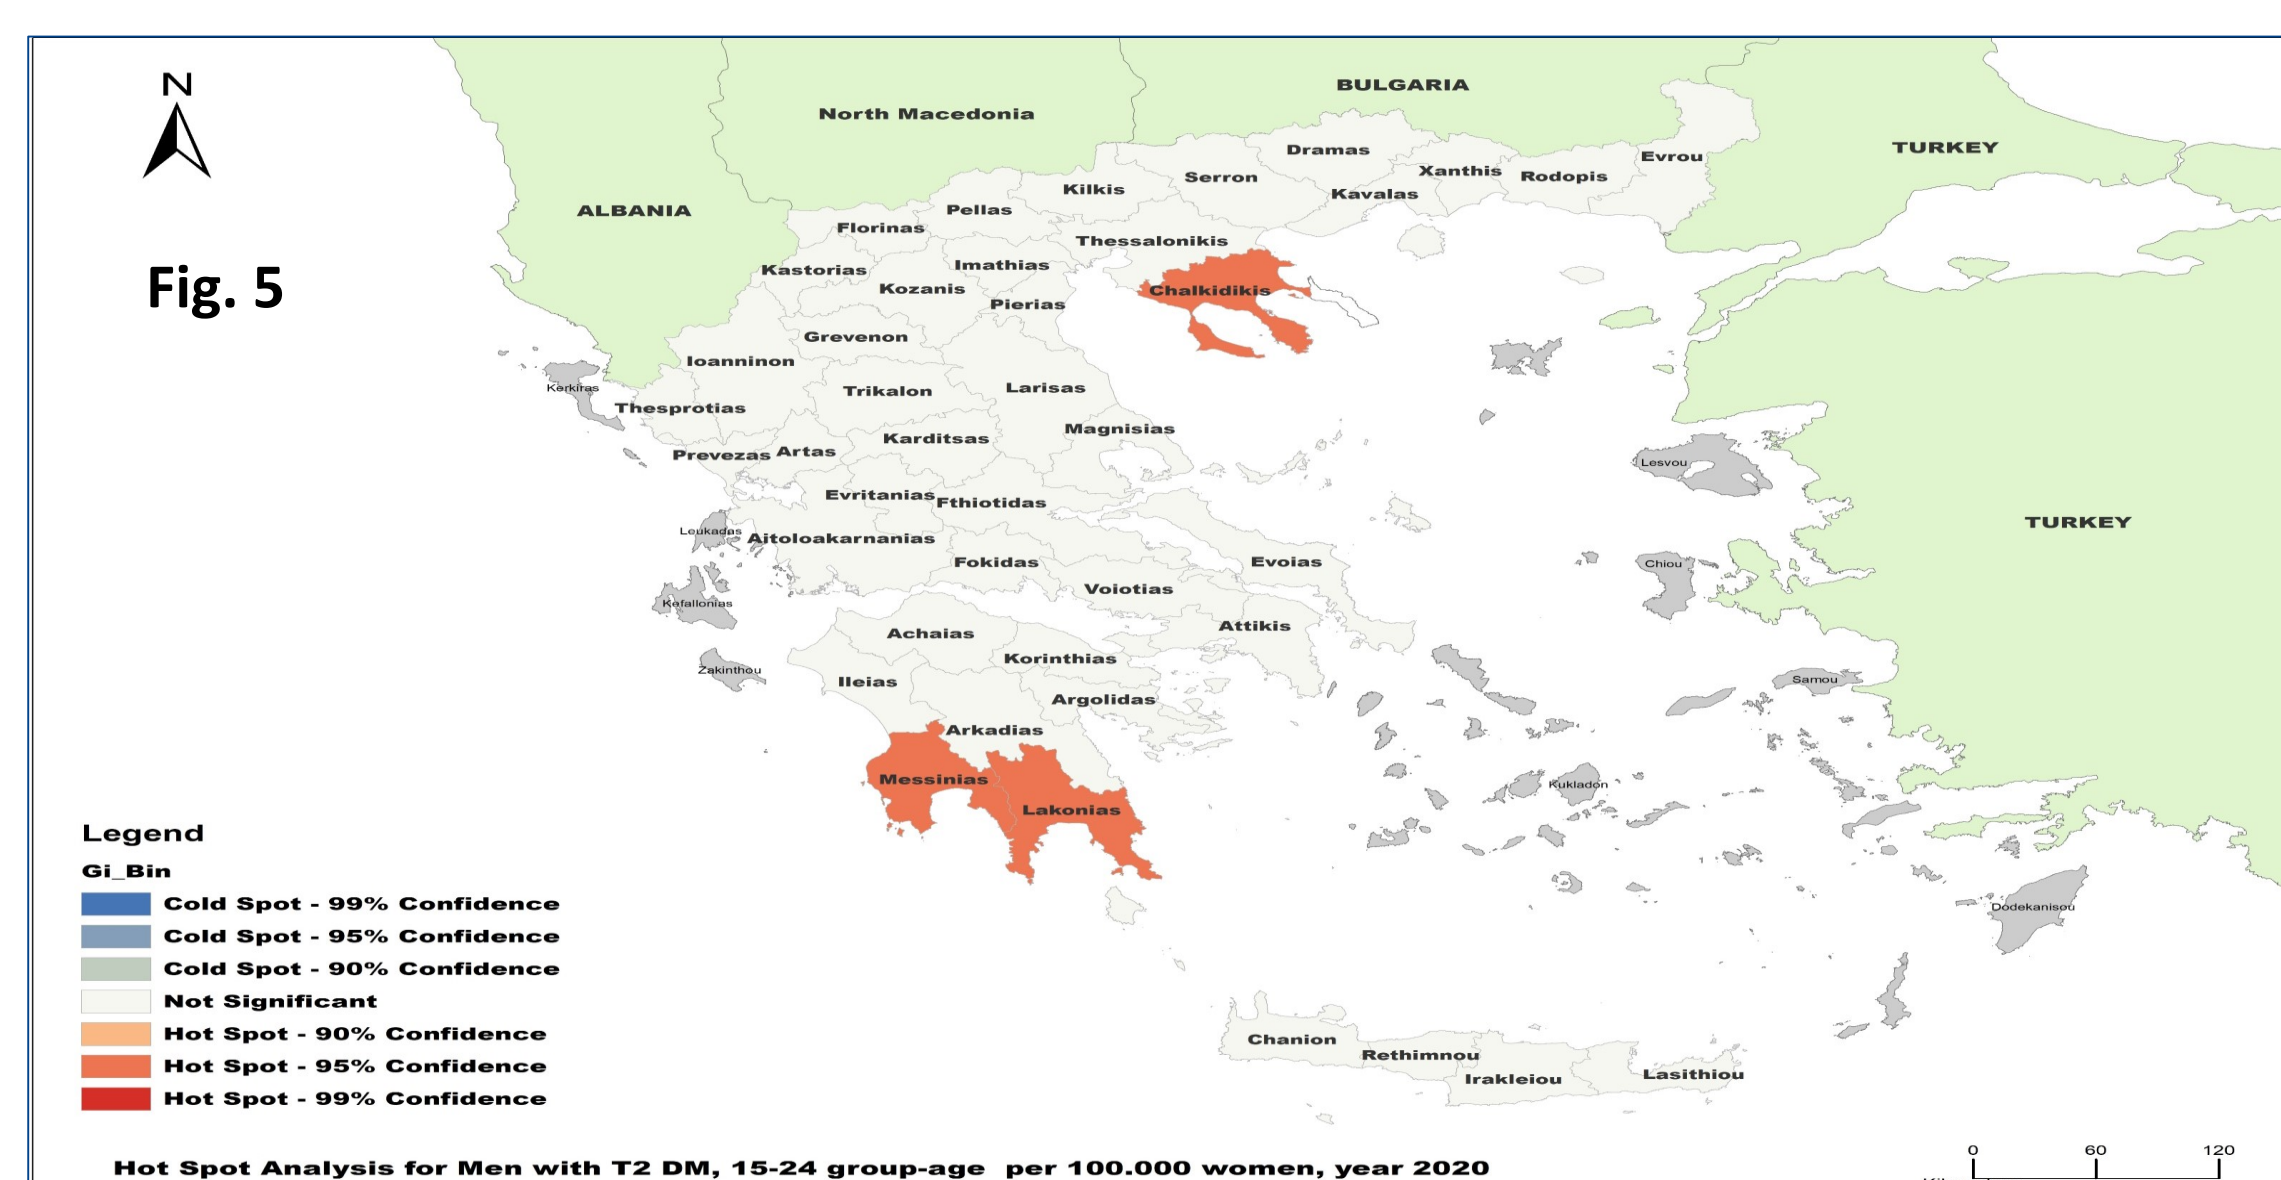 N
BULGARIA
North Macedonia
TURKEY
Dramas
Evrou
Xanthis
Serron
Rodopis
Kilkis
Kavalas
ALBANIA
Pellas
Florinas
Thessalonikis
Fig. 5
Kastorias
Imathias
Kozanis
Chalkidikis
Pierias
Grevenon
Ioanninon
Kerkiras
Trikalon
Larisas
Thesprotias
Magnisias
Karditsas
Prevezas
Artas
Lesvou
Evritanias
Fthiotidas
TURKEY
Leukadas
Aitoloakarnanias
Fokidas
Evoias
Chiou
Voiotias
Kefallonias
Attikis
Achaias
Korinthias
Zakinthou
Ileias
Samou
Argolidas
Arkadias
Messinias
Kukladon
Lakonias
Dodekanisou
Chanion
Rethimnou
Irakleiou
Lasithiou
Legend
Gi_Bin
Cold Spot - 99% Confidence
Cold Spot - 95% Confidence
Cold Spot - 90% Confidence
Not Significant
Hot Spot - 90% Confidence
Hot Spot - 95% Confidence
Hot Spot - 99% Confidence
0 60 120
Hot Spot Analysis for Men with T2 DM, 15-24 group-age per 100.000 women, year 2020